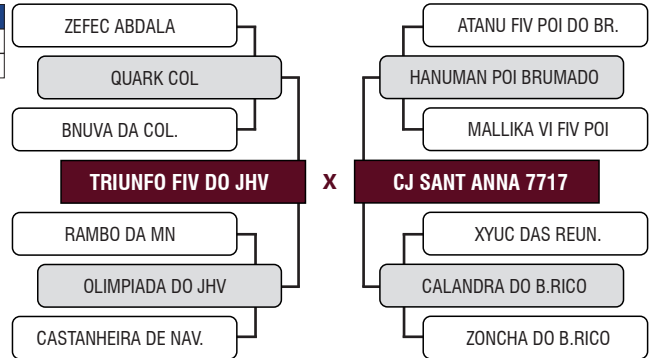 ZEFEC ABDALA
QUARK COL
BNUVA DA COL.
TRIUNFO FIV DO JHV
RAMBO DA MN
OLIMPIADA DO JHV
CASTANHEIRA DE NAV.
X
ATANU FIV POI DO BR.
HANUMAN POI BRUMADO
MALLIKA VI FIV POI
CJ SANT ANNA 7717
XYUC DAS REUN.
CALANDRA DO B.RICO
ZONCHA DO B.RICO